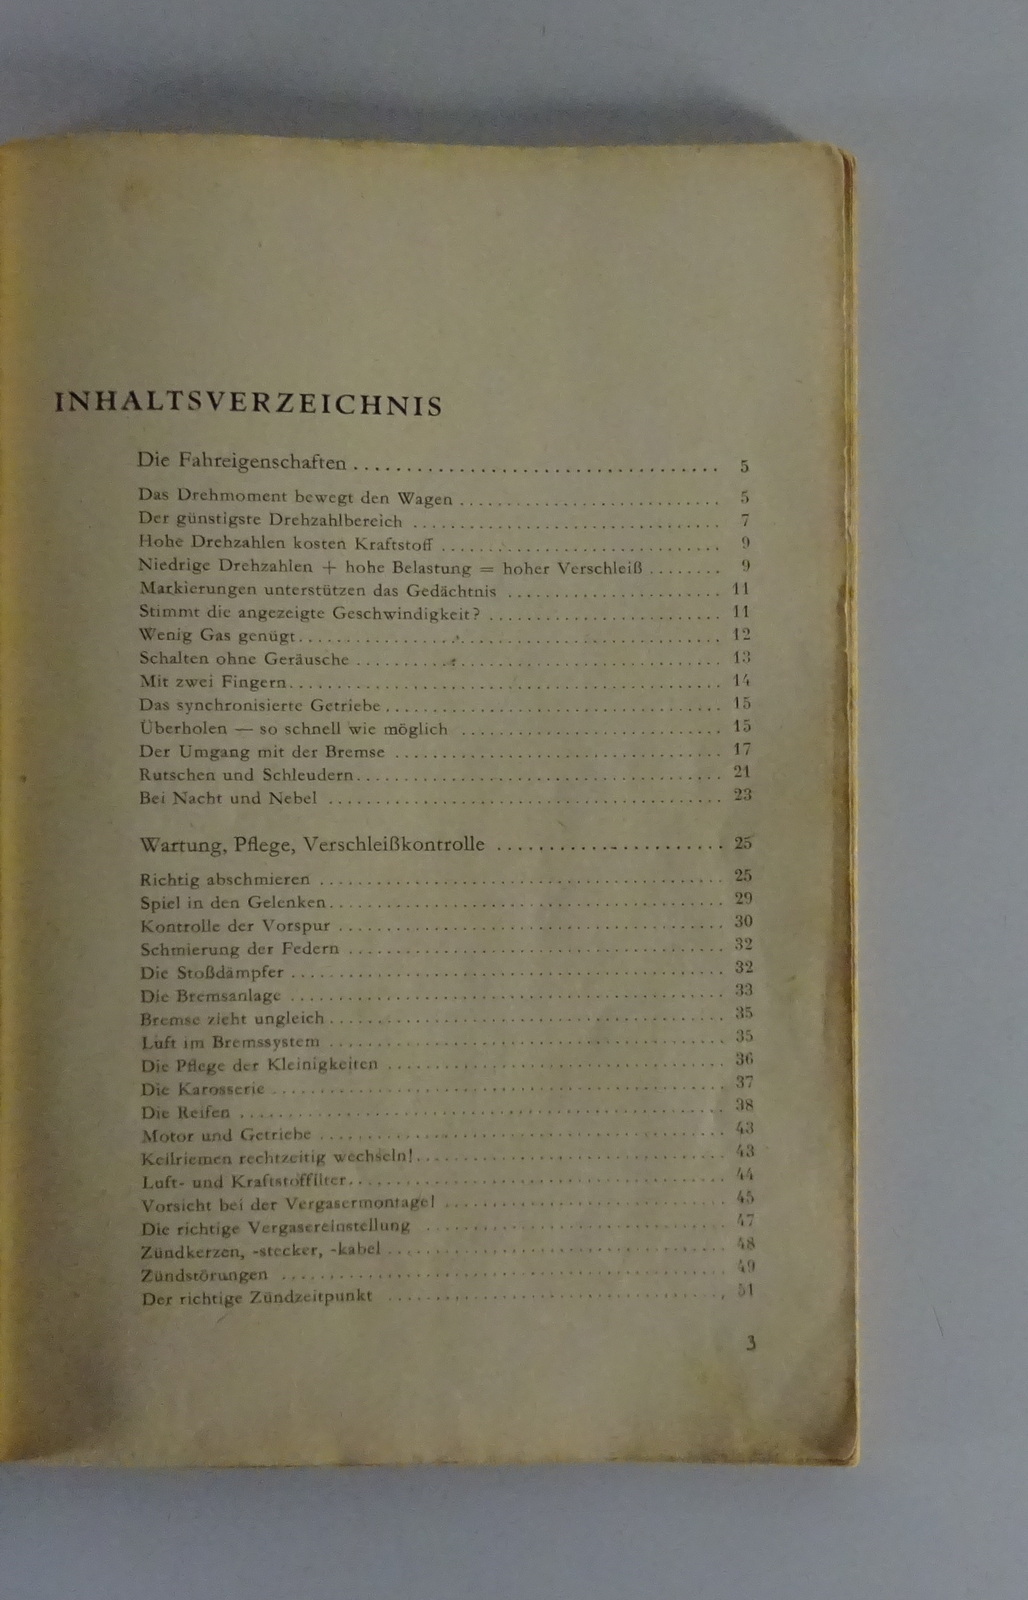 INHALTSVERZEICHNIS
Die Fahreigenschaften . . . . . . . . . . 5
Das Drehmoment bewegt den Wagen . . . . . . . . . . 5
Der günstigste Drehzahlbereich . . . . . . . . . . 7
Hohe Drehzahlen kosten Kraftstoff . . . . . . . . . . 9
Niedrige Drehzahlen + hohe Belastung = hoher Verschleiß . . . . . . . . 9
Markierungen unterstützen das Gedächtnis . . . . . . . . . . 11
Stimmt die angezeigte Geschwindigkeit? . . . . . . . . . . 11
Wenig Gas genügt . . . . . . . . . . 12
Schalten ohne Geräusche . . . . . . . . . . 13
Mit zwei Fingern . . . . . . . . . . 14
Das synchronisierte Getriebe . . . . . . . . . . 15
Überholen — so schnell wie möglich . . . . . . . . . . 15
Der Umgang mit der Bremse . . . . . . . . . . 17
Rutschen und Schleudern . . . . . . . . . . 21
Bei Nacht und Nebel . . . . . . . . . . 23
Wartung, Pflege, Verschleißkontrolle . . . . . . . . . . 25
Richtig abschmieren . . . . . . . . . . 25
Spiel in den Gelenken . . . . . . . . . . 29
Kontrolle der Vorspur . . . . . . . . . . 30
Schmierung der Federn . . . . . . . . . . 32
Die Stoßdämpfer . . . . . . . . . . 32
Die Bremsanlage . . . . . . . . . . 33
Bremse zieht ungleich . . . . . . . . . . 35
Luft im Bremssystem . . . . . . . . . . 35
Die Pflege der Kleinigkeiten . . . . . . . . . . 36
Die Karosserie . . . . . . . . . . 37
Die Reifen . . . . . . . . . . 38
Motor und Getriebe . . . . . . . . . . 43
Keilriemen rechtzeitig wechseln! . . . . . . . . . . 43
Luft- und Kraftstoffilter . . . . . . . . . . 44
Vorsicht bei der Vergasermontage! . . . . . . . . . . 45
Die richtige Vergasereinstellung . . . . . . . . . . 47
Zündkerzen, -stecker, -kabel . . . . . . . . . . 48
Zündstörungen . . . . . . . . . . 49
Der richtige Zündzeitpunkt . . . . . . . . . . 51
3